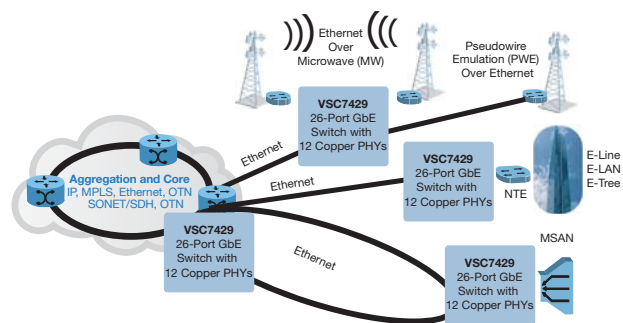 Ethernet
Over
Microwave (MW)
Pseudowire
Emulation (PWE)
Over Ethernet
VSC7429
26-Port GbE
Switch with
12 Copper PHYs
Ethernet
Aggregation and Core
IP, MPLS, Ethernet, OTN
SONET/SDH, OTN
Ethernet
VSC7429
26-Port GbE
Switch with
12 Copper PHYs
NTE
E-Line
E-LAN
E-Tree
VSC7429
26-Port GbE
Switch with
12 Copper PHYs
Ethernet
MSAN
VSC7429
26-Port GbE
Switch with
12 Copper PHYs